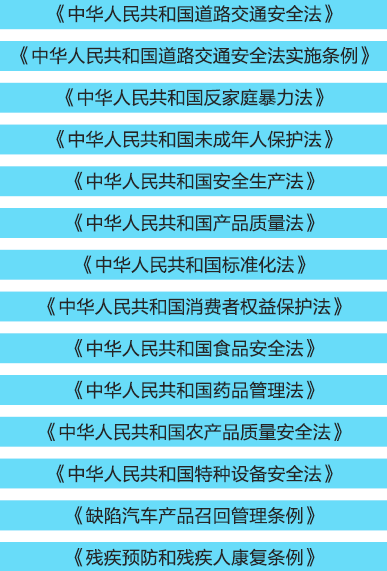 《中华人民共和国道路交通安全法》
《中华人民共和国道路交通安全法实施条例》
《中华人民共和国反家庭暴力法》
《中华人民共和国未成年人保护法》
《中华人民共和国安全生产法》
《中华人民共和国产品质量法》
《中华人民共和国标准化法》
《中华人民共和国消费者权益保护法》
《中华人民共和国食品安全法》
《中华人民共和国药品管理法》
《中华人民共和国农产品质量安全法》
《中华人民共和国特种设备安全法》
《缺陷汽车产品召回管理条例》
《残疾预防和残疾人康复条例》